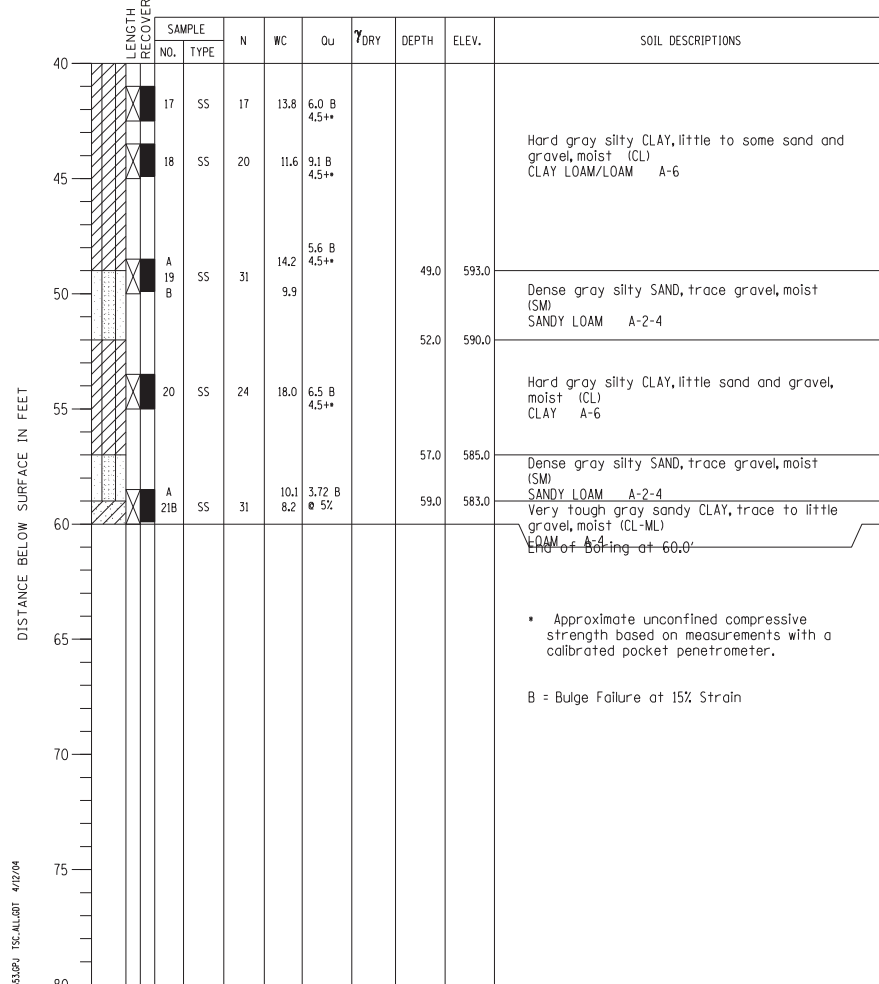 LENGTH
RECOVERY
SAMPLE
NO. TYPE N WC Qu γDRY DEPTH ELEV. SOIL DESCRIPTIONS
40
17 SS 17 13.8 6.0 B
4.5+*
Hard gray silty CLAY, little to some sand and
gravel, moist (CL)
CLAY LOAM/LOAM A-6
18 SS 20 11.6 9.1 B
4.5+*
45
5.6 B
A 14.2 4.5+*
19 SS 31 49.0 593.0
B 9.9
50
Dense gray silty SAND, trace gravel, moist
(SM)
SANDY LOAM A-2-4
52.0 590.0
20 SS 24 18.0 6.5 B
4.5+*
Hard gray silty CLAY, little sand and gravel,
moist (CL)
CLAY A-6
55
57.0 585.0
Dense gray silty SAND, trace gravel, moist
(SM)
SANDY LOAM A-2-4
A 10.1 3.72 B
21B SS 31 8.2 @ 5% 59.0 583.0
Very tough gray sandy CLAY, trace to little
gravel, moist (CL-ML)
LOAM A-4
60
End of Boring at 60.0'
* Approximate unconfined compressive
strength based on measurements with a
calibrated pocket penetrometer.
65
B = Bulge Failure at 15% Strain
70
75
80
DISTANCE BELOW SURFACE IN FEET
53.GPJ TSC_ALL.GDT 4/12/04